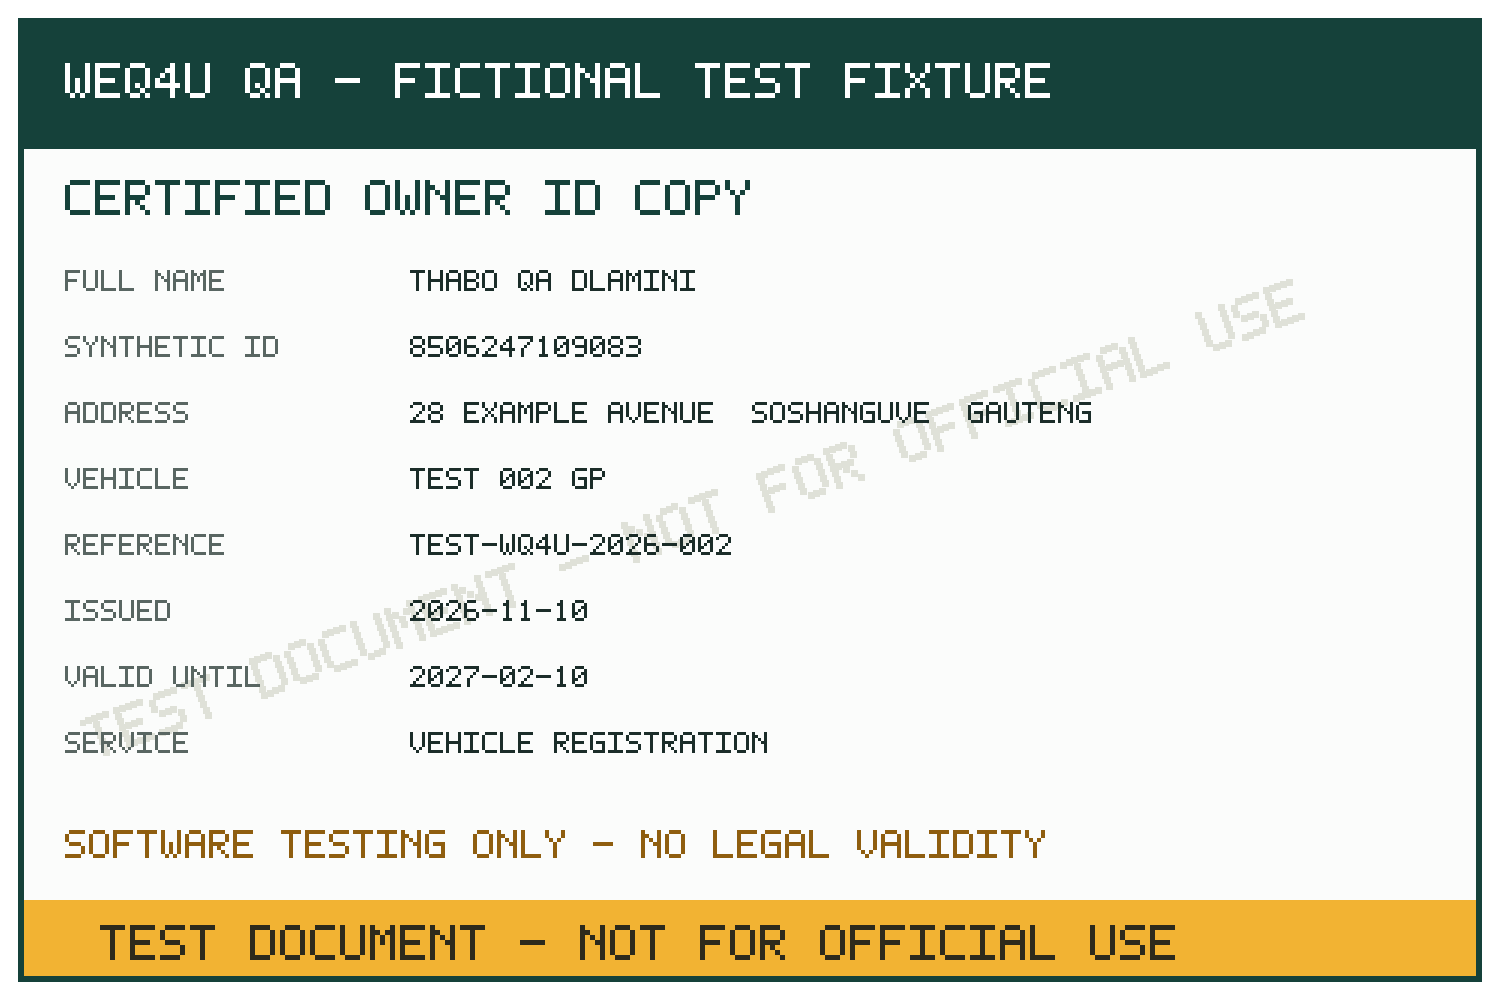 WEQ4U QA - FICTIONAL TEST FIXTURE
CERTIFIED OWNER ID COPY
FULL NAME THABO QA DLAMINI
SYNTHETIC ID 8506247109083
ADDRESS 28 EXAMPLE AVENUE SOSHANGUVE GAUTENG
VEHICLE TEST 002 GP
REFERENCE TEST-WQ4U-2026-002
ISSUED 2026-11-10
VALID UNTIL 2027-02-10
SERVICE VEHICLE REGISTRATION
TEST DOCUMENT - NOT FOR OFFICIAL USE
SOFTWARE TESTING ONLY - NO LEGAL VALIDITY
TEST DOCUMENT - NOT FOR OFFICIAL USE